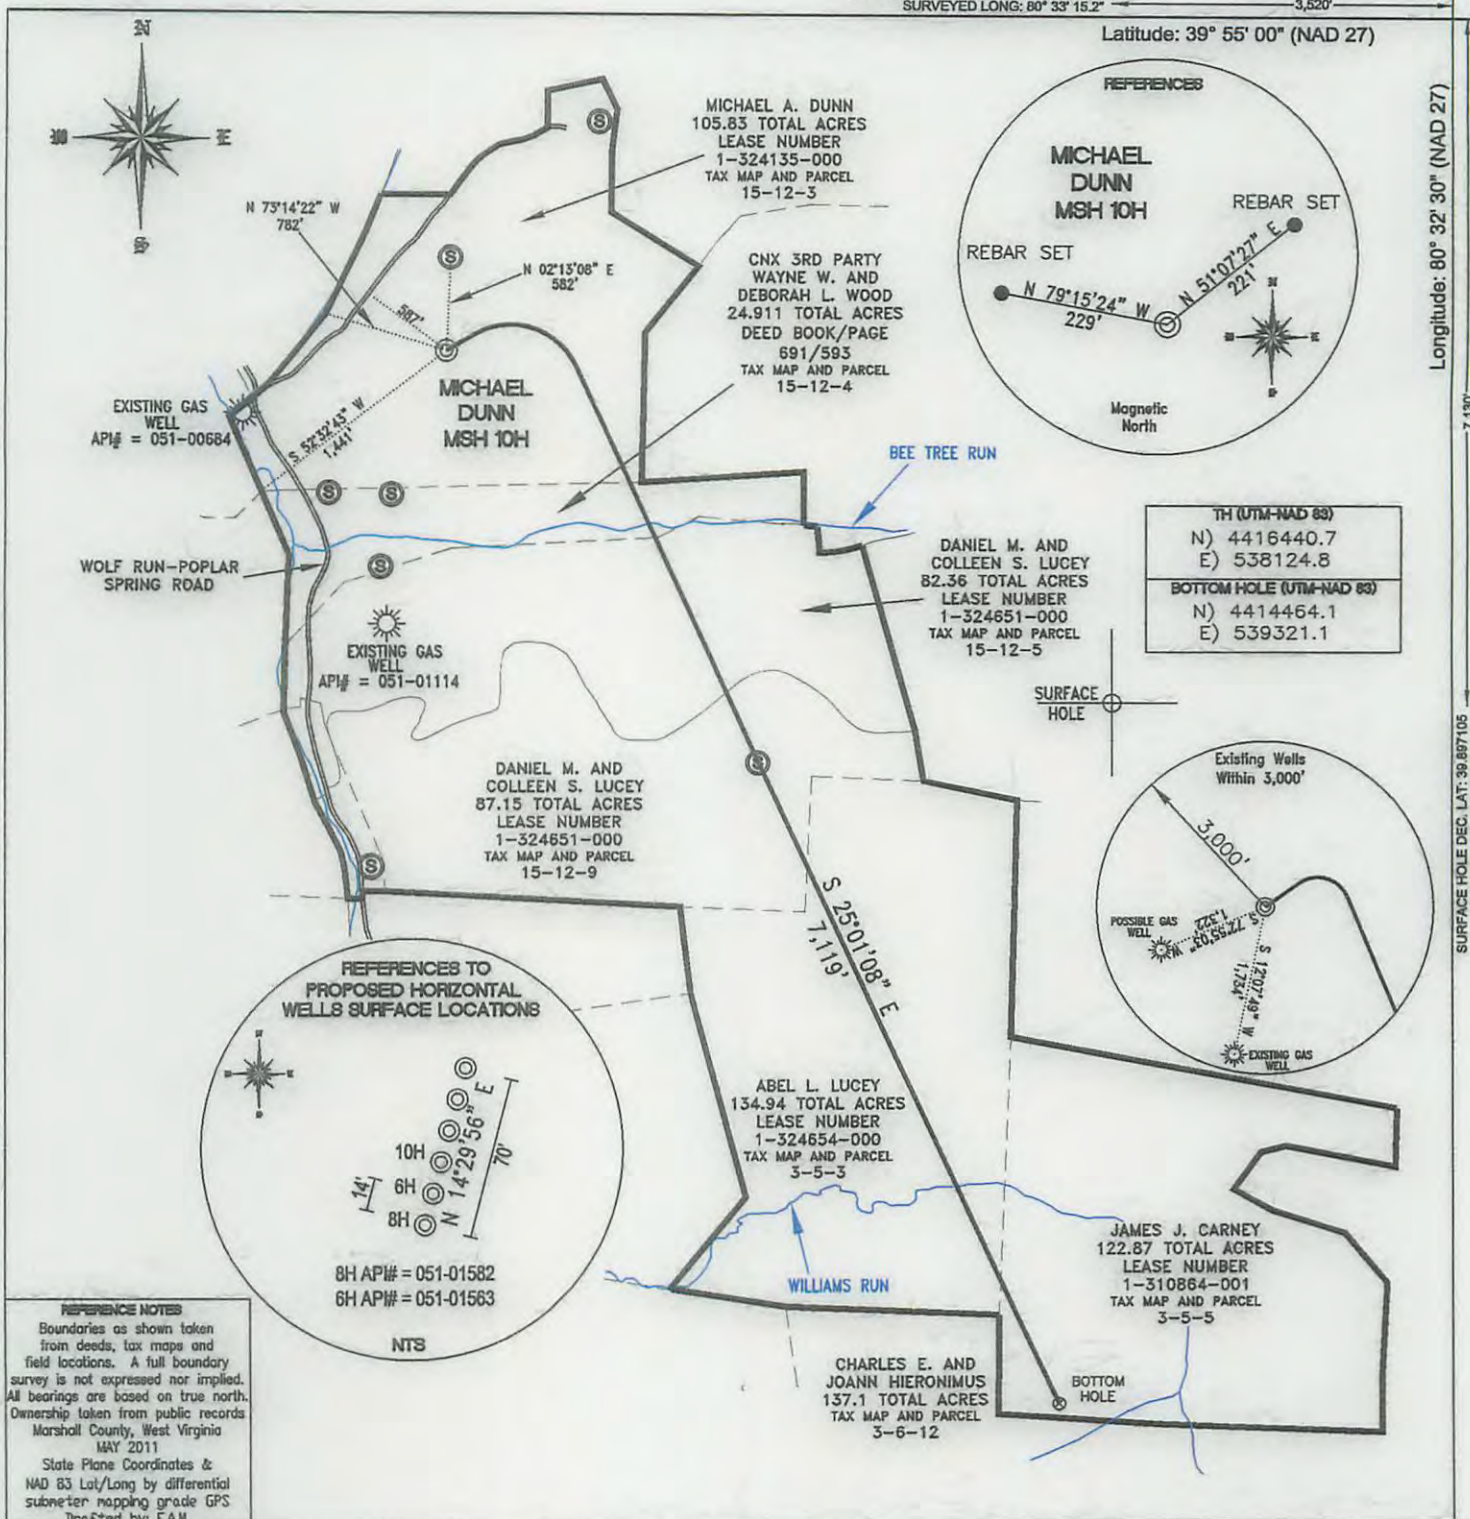 SURVEYED LONG: 80° 33' 15.2"
3,520'
Latitude: 39° 55' 00" (NAD 27)
Longitude: 80° 32' 30" (NAD 27)
7,130'
SURFACE HOLE DEC. LAT: 39.897105
N
E
S
MICHAEL A. DUNN
105.83 TOTAL ACRES
LEASE NUMBER
1-324135-000
TAX MAP AND PARCEL
15-12-3
REFERENCES
MICHAEL
DUNN
MSH 10H
REBAR SET
REBAR SET
N 51°07'27" E
221'
N 79°15'24" W
229'
Magnetic
North
N 73°14'22" W
782'
S
S
N 02°13'08" E
582'
587'
CNX 3RD PARTY
WAYNE W. AND
DEBORAH L. WOOD
24.911 TOTAL ACRES
DEED BOOK/PAGE
691/593
TAX MAP AND PARCEL
15-12-4
MICHAEL
DUNN
MSH 10H
EXISTING GAS
WELL
API# = 051-00684
S 52°32'43" W
1,441'
S
S
BEE TREE RUN
TH (UTM-NAD 83)
N) 4416440.7
E) 538124.8
BOTTOM HOLE (UTM-NAD 83)
N) 4414464.1
E) 539321.1
WOLF RUN-POPLAR
SPRING ROAD
S
DANIEL M. AND
COLLEEN S. LUCEY
82.36 TOTAL ACRES
LEASE NUMBER
1-324651-000
TAX MAP AND PARCEL
15-12-5
EXISTING GAS
WELL
API# = 051-01114
SURFACE
HOLE
S
DANIEL M. AND
COLLEEN S. LUCEY
87.15 TOTAL ACRES
LEASE NUMBER
1-324651-000
TAX MAP AND PARCEL
15-12-9
S
Existing Wells
Within 3,000'
3,000'
POSSIBLE GAS
WELL
S 72°55'03" W
1,322'
S 12°07'49" W
1,734'
EXISTING GAS
WELL
S 25°01'08" E
7,119'
REFERENCES TO
PROPOSED HORIZONTAL
WELLS SURFACE LOCATIONS
10H
6H
8H
14'
N 14°29'56" E
70'
8H API# = 051-01582
6H API# = 051-01563
NTS
ABEL L. LUCEY
134.94 TOTAL ACRES
LEASE NUMBER
1-324654-000
TAX MAP AND PARCEL
3-5-3
WILLIAMS RUN
JAMES J. CARNEY
122.87 TOTAL ACRES
LEASE NUMBER
1-310864-001
TAX MAP AND PARCEL
3-5-5
CHARLES E. AND
JOANN HIERONIMUS
137.1 TOTAL ACRES
TAX MAP AND PARCEL
3-6-12
BOTTOM
HOLE
REFERENCE NOTES
Boundaries as shown taken
from deeds, tax maps and
field locations. A full boundary
survey is not expressed nor implied.
All bearings are based on true north.
Ownership taken from public records
Marshall County, West Virginia
MAY 2011
State Plane Coordinates &
NAD 83 Lat/Long by differential
submeter mapping grade GPS
Drafted by: F.A.H.